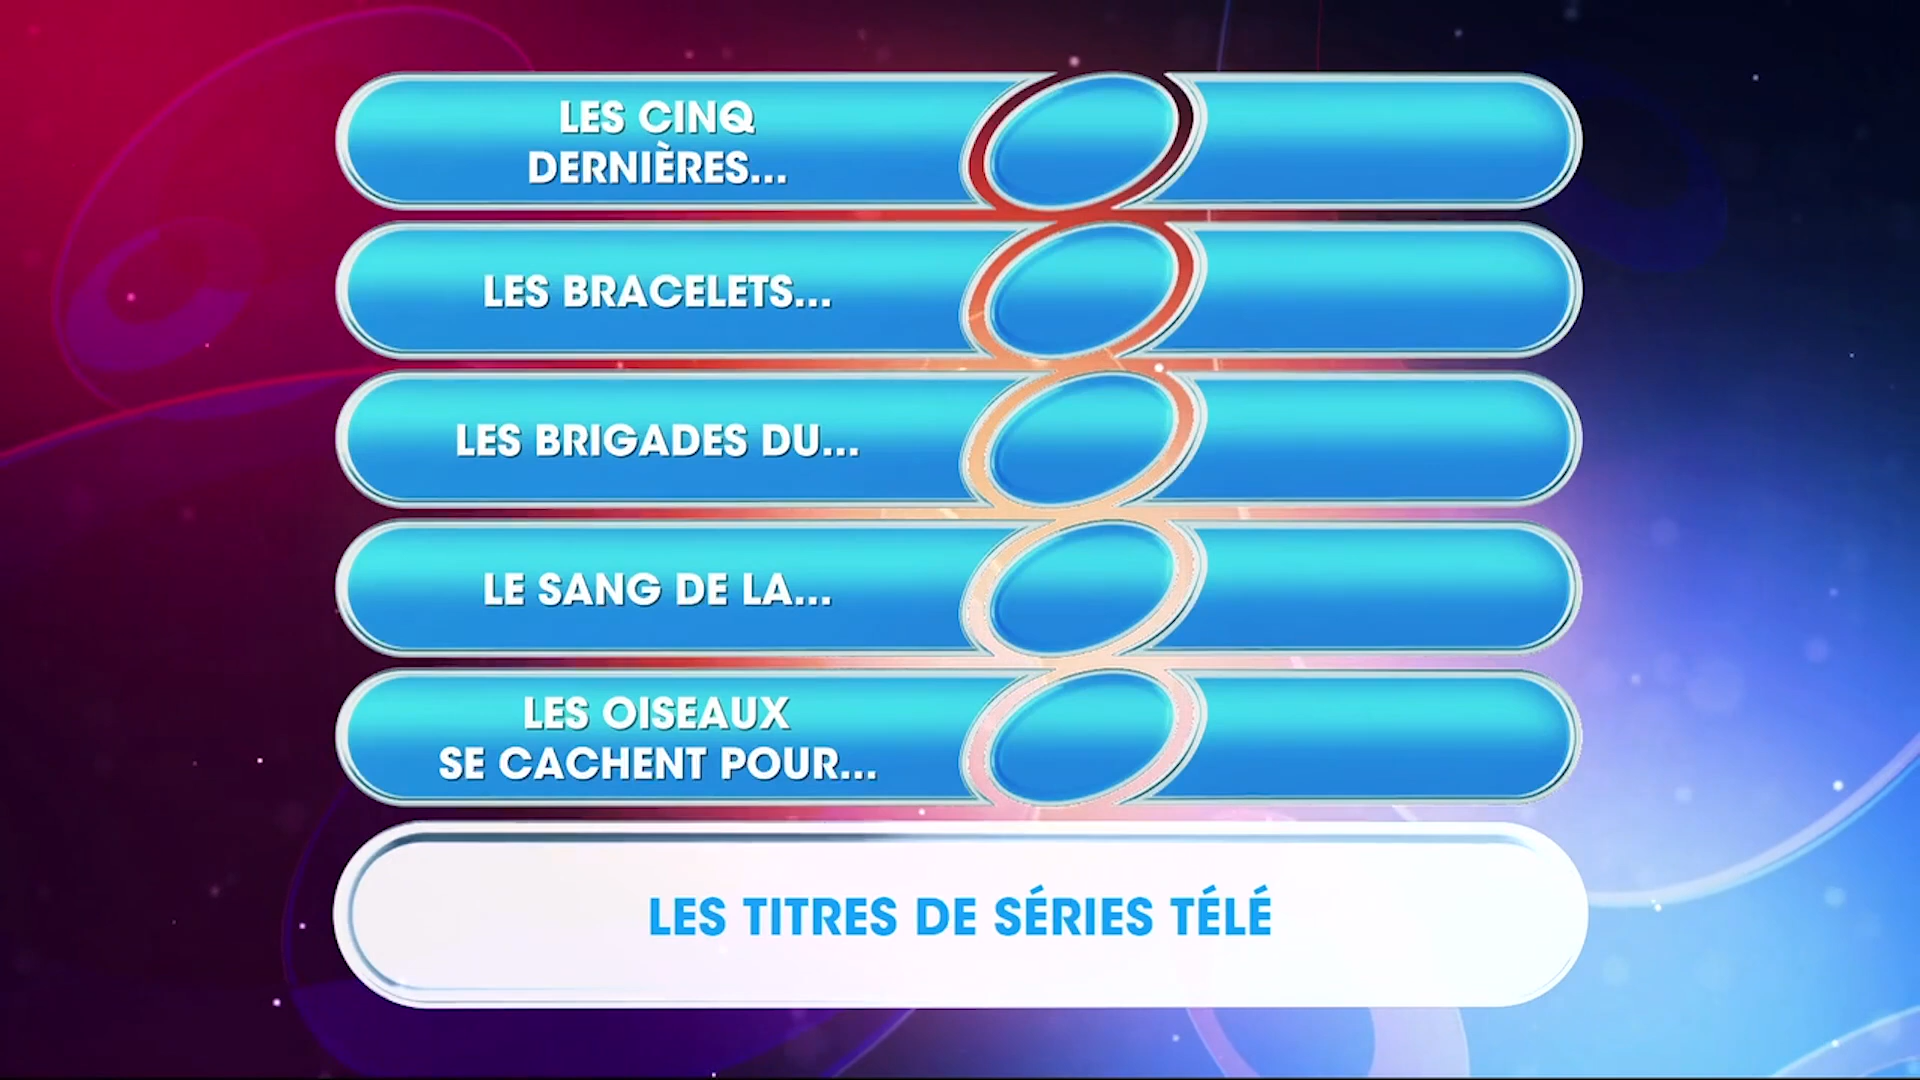 LES CINQ
DERNIÈRES...
LES BRACELETS...
LES BRIGADES DU...
LE SANG DE LA...
LES OISEAUX
SE CACHENT POUR...
LES TITRES DE SÉRIES TÉLÉ